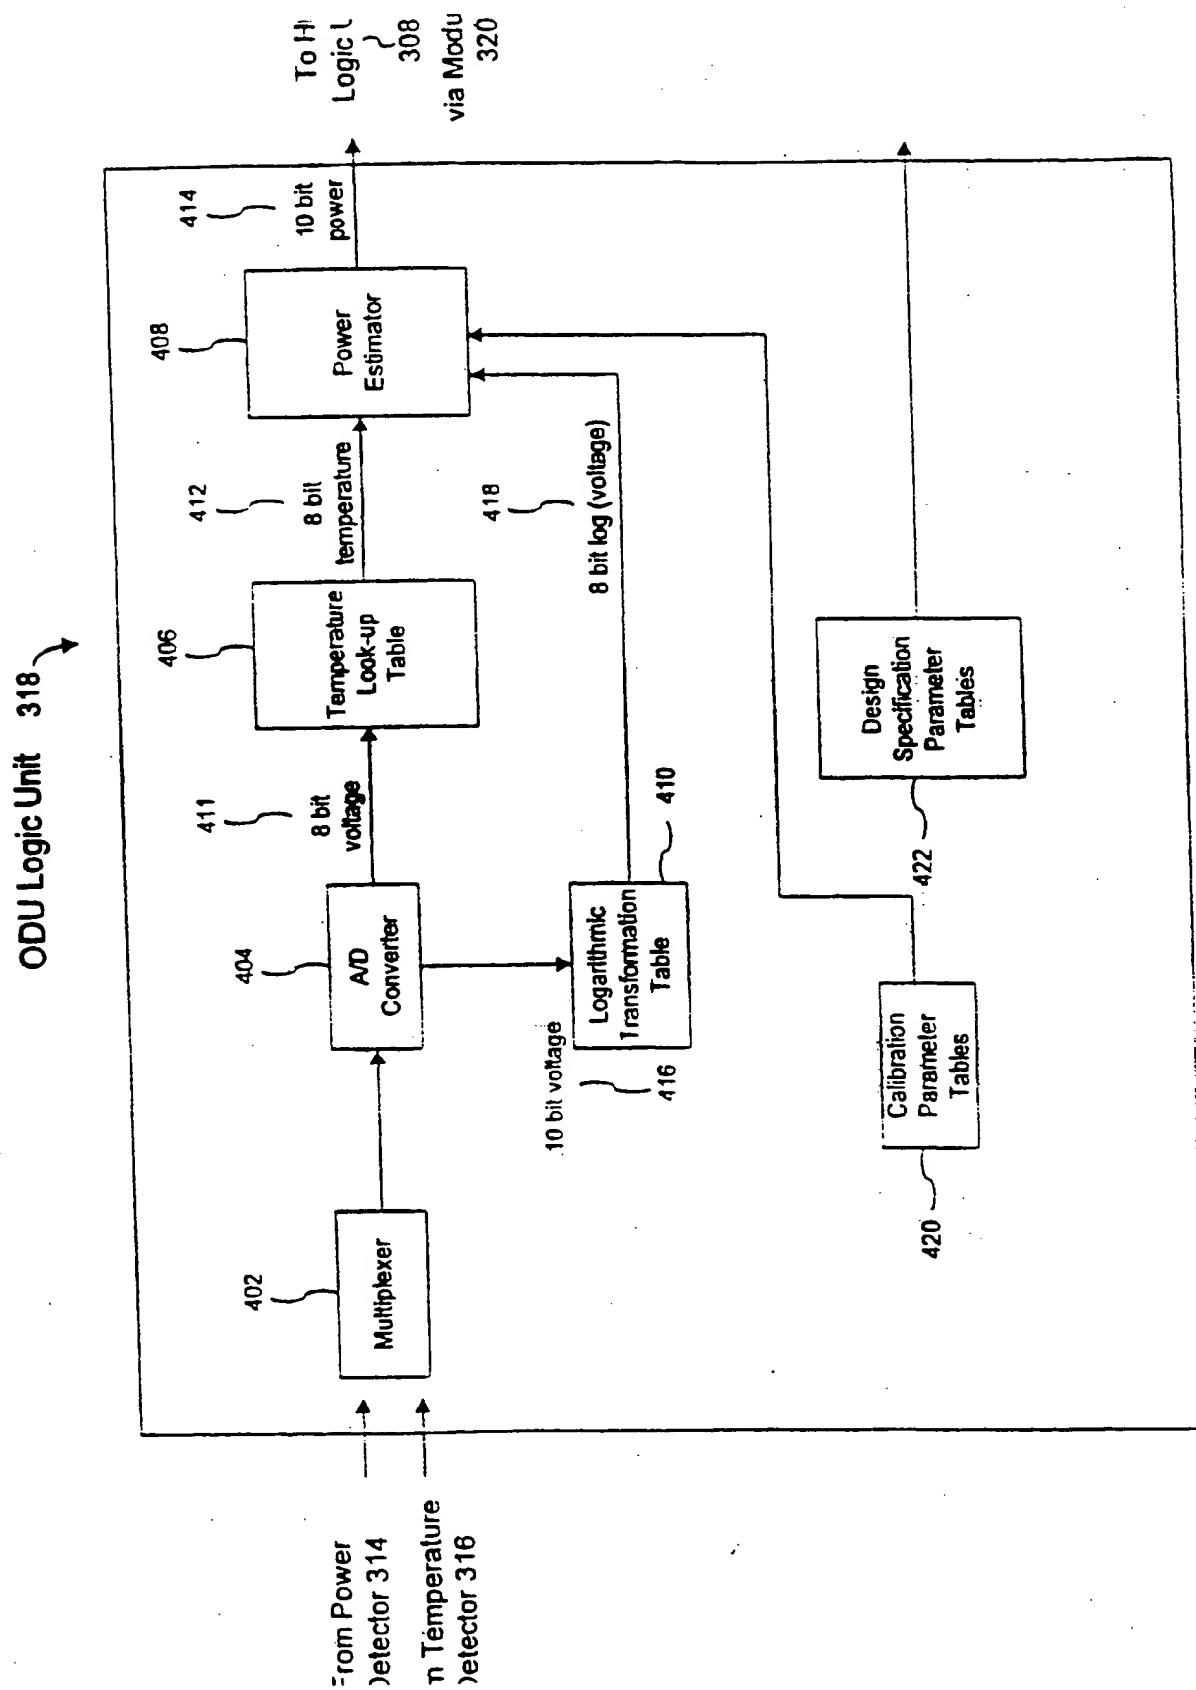 ODU Logic Unit 318
From Power
Detector 314
Temperature
Detector 316
402
Multiplexer
404
A/D
Converter
411
8 bit
voltage
406
Temperature
Look-up
Table
412
8 bit
temperature
408
Power
Estimator
414
10 bit
power
To
Logic
308
via
320
10 bit voltage
416
Logarithmic
Transformation
Table
410
418
8 bit log (voltage)
420
Calibration
Parameter
Tables
422
Design
Specification
Parameter
Tables